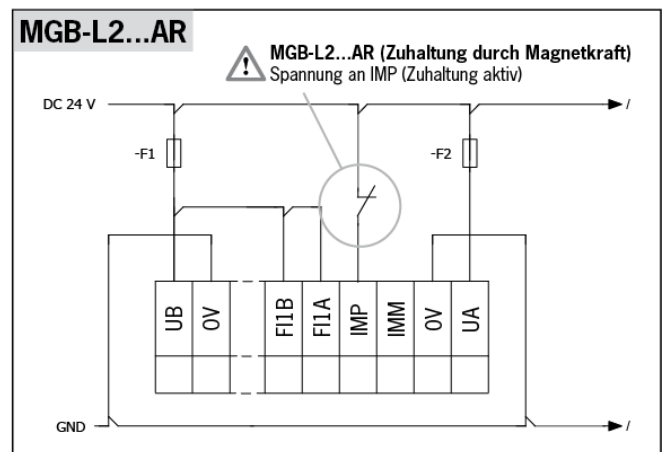 MGB-L2...AR
MGB-L2...AR (Zuhaltung durch Magnetkraft)
Spannung an IMP (Zuhaltung aktiv)
DC 24 V
/
-F1
-F2
UB
0V
FI1B
FI1A
IMP
IMM
0V
UA
GND
/